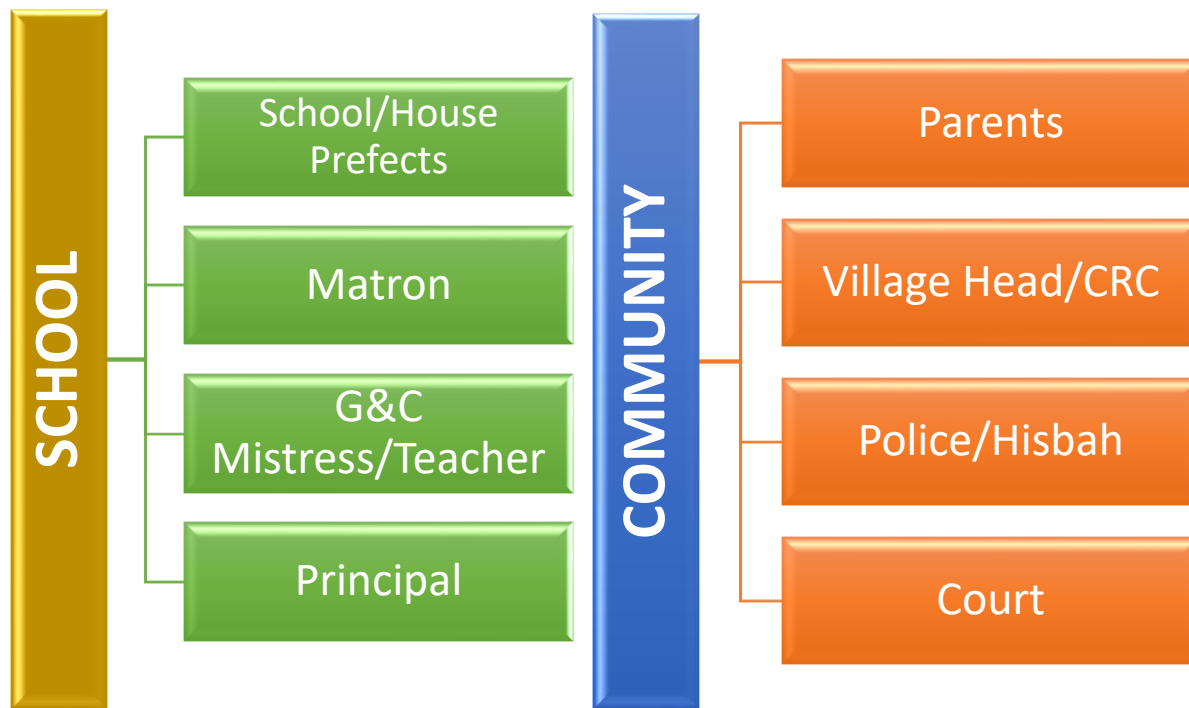 SCHOOL
School/House
Prefects
Matron
G&C
Mistress/Teacher
Principal
COMMUNITY
Parents
Village Head/CRC
Police/Hisbah
Court